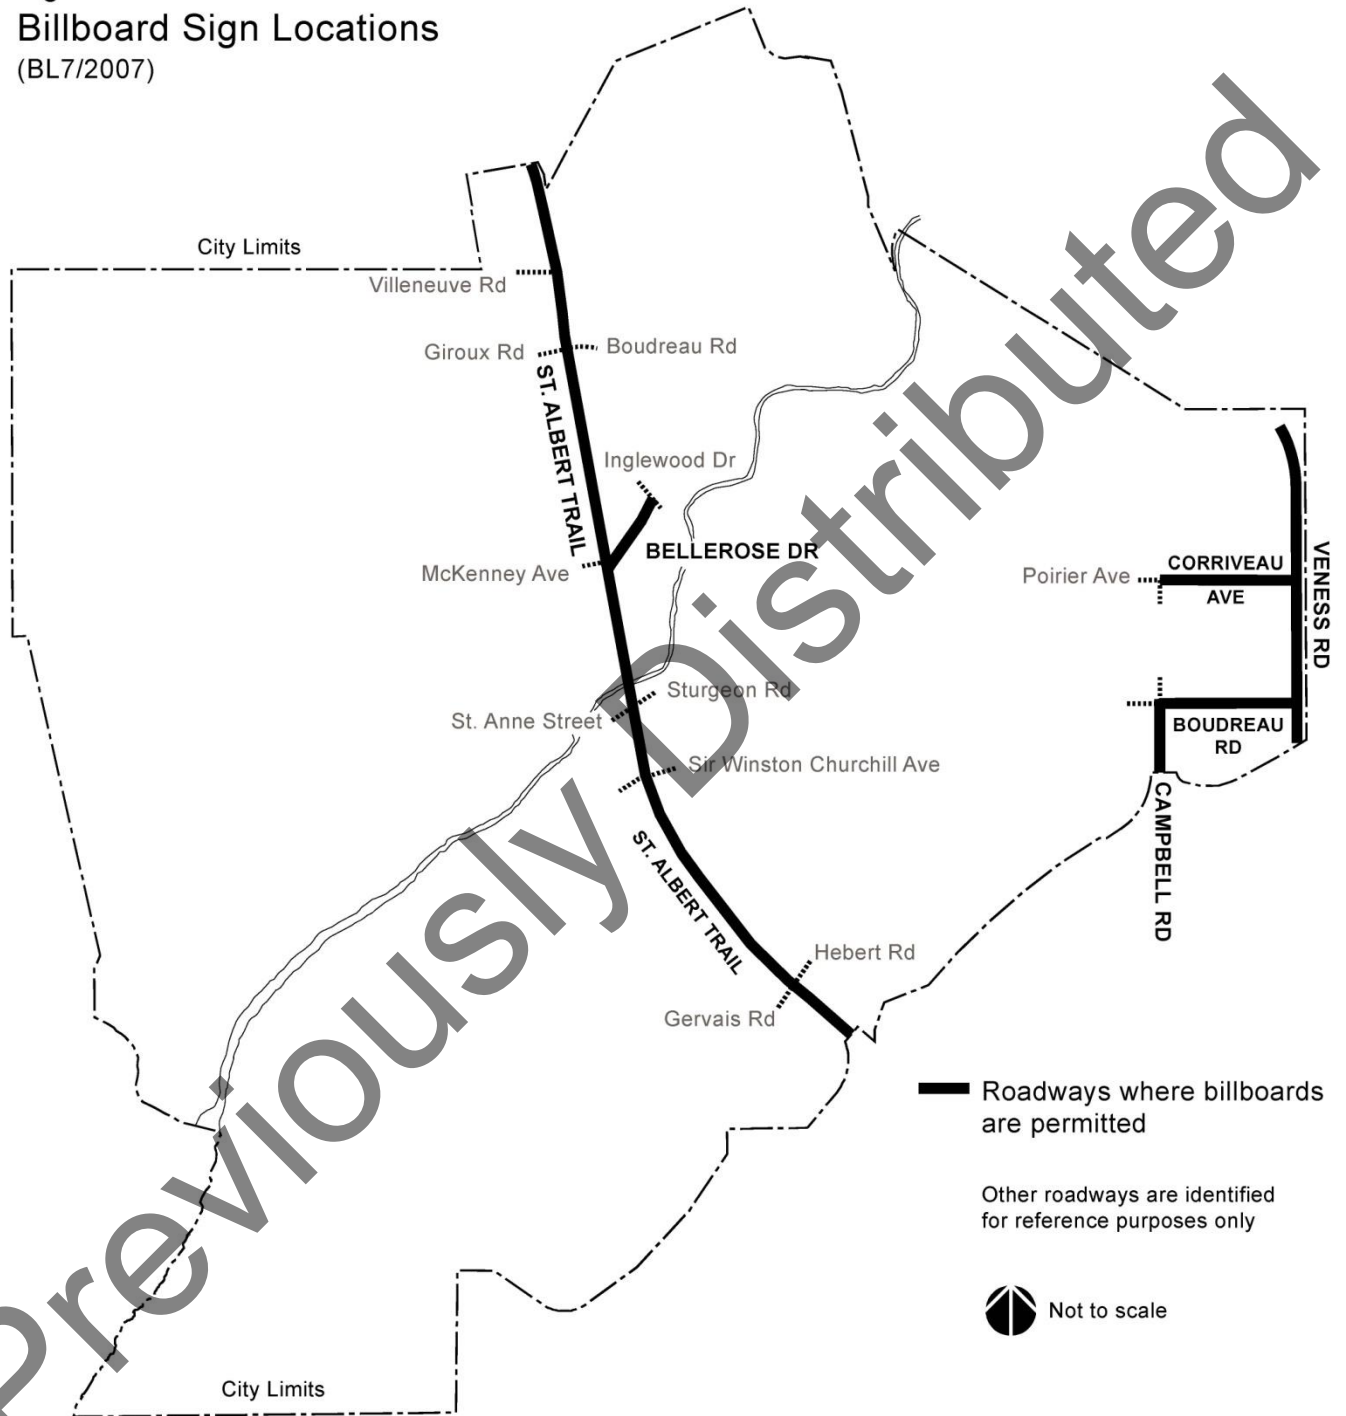 Billboard Sign Locations
(BL7/2007)
City Limits
Villeneuve Rd
Giroux Rd
Boudreau Rd
ST. ALBERT TRAIL
Inglewood Dr
BELLEROSE DR
McKenney Ave
Poirier Ave
CORRIVEAU
AVE
VENESS RD
Sturgeon Rd
St. Anne Street
BOUDREAU
RD
Sir Winston Churchill Ave
CAMPBELL RD
ST. ALBERT TRAIL
Hebert Rd
Gervais Rd
Roadways where billboards
are permitted
Other roadways are identified
for reference purposes only
Not to scale
City Limits
Previously Distributed